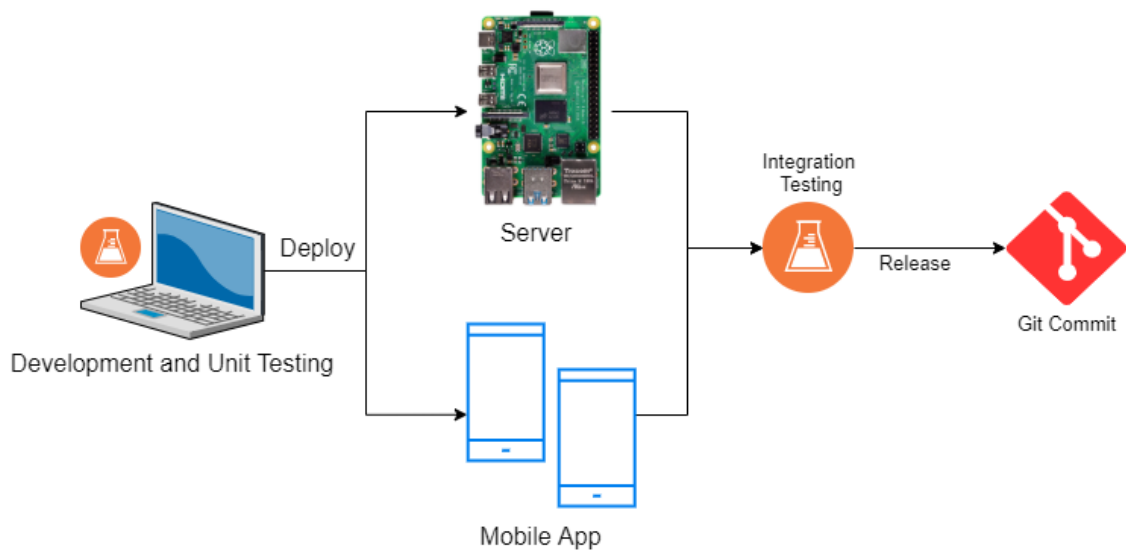 Integration
Testing
Server
Deploy
Release
Git Commit
Development and Unit Testing
Mobile App